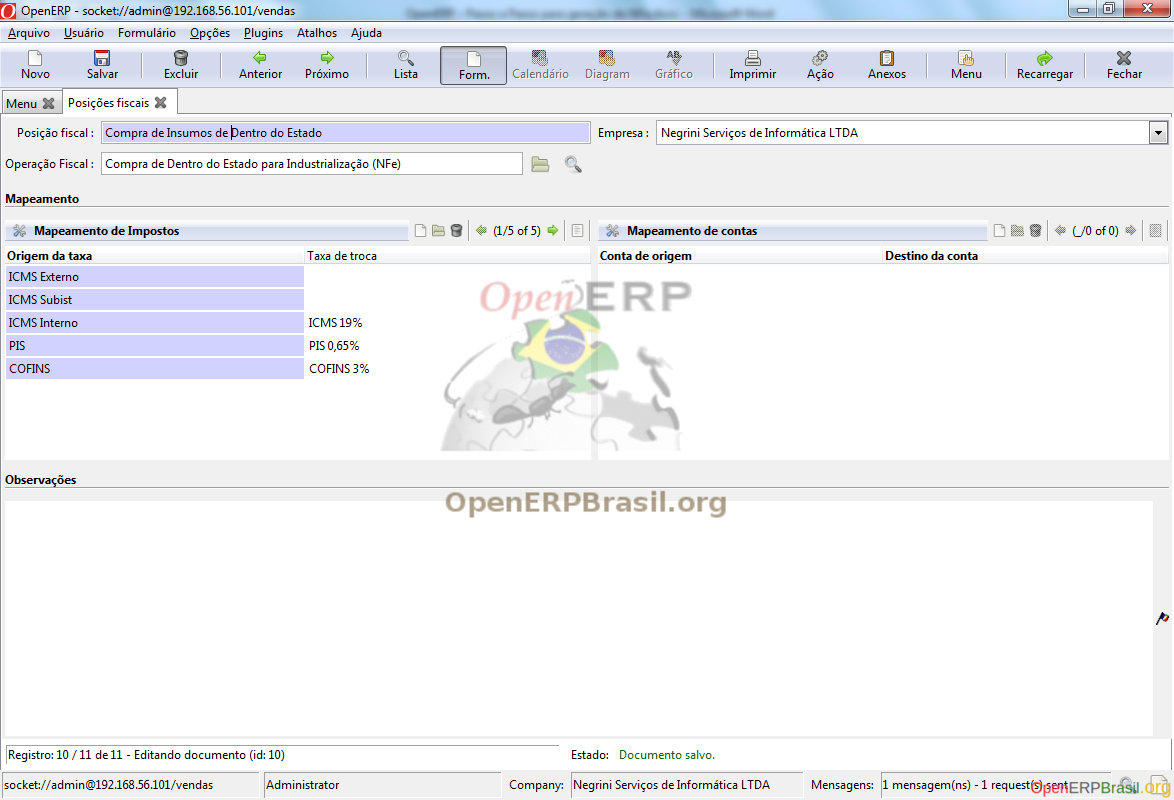 OpenERP - socket://admin@192.168.56.101/vendas
Arquivo Usuário Formulário Opções Plugins Atalhos Ajuda
Novo Salvar Excluir Anterior Próximo Lista Form. Calendário Diagram Gráfico Imprimir Ação Anexos Menu Recarregar Fechar
Menu Posições fiscais
Posição fiscal : Compra de Insumos de Dentro do Estado Empresa : Negrini Serviços de Informática LTDA
Operação Fiscal : Compra de Dentro do Estado para Industrialização (NFe)
Mapeamento
Mapeamento de Impostos (1/5 of 5) Mapeamento de contas (_/0 of 0)
Origem da taxa Taxa de troca Conta de origem Destino da conta
ICMS Externo
ICMS Subist
ICMS Interno ICMS 19%
PIS PIS 0,65%
COFINS COFINS 3%
OpenERP
Observações
OpenERPBrasil.org
Registro: 10 / 11 de 11 - Editando documento (id: 10) Estado: Documento salvo.
socket://admin@192.168.56.101/vendas Administrator Company: Negrini Serviços de Informática LTDA Mensagens: 1 mensagem(ns) - 1 request(s) sent
OpenERPBrasil.org